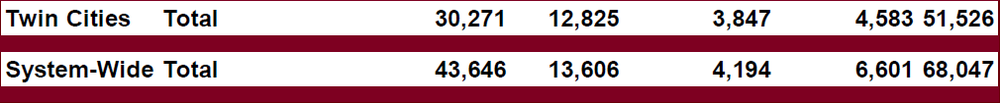 Twin Cities Total 30,271 12,825 3,847 4,583 51,526
System-Wide Total 43,646 13,606 4,194 6,601 68,047